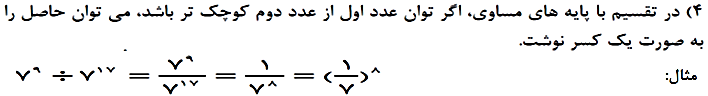 ۴) در تقسیم با پایه های مساوی، اگر توان عدد اول از عدد دوم کوچک تر باشد، می توان حاصل را
به صورت یک کسر نوشت.
مثال: ۷^۹ ÷ ۷^۱۷ = ۷^۹/۷^۱۷ = ۱/۷^۸ = (۱/۷)^۸